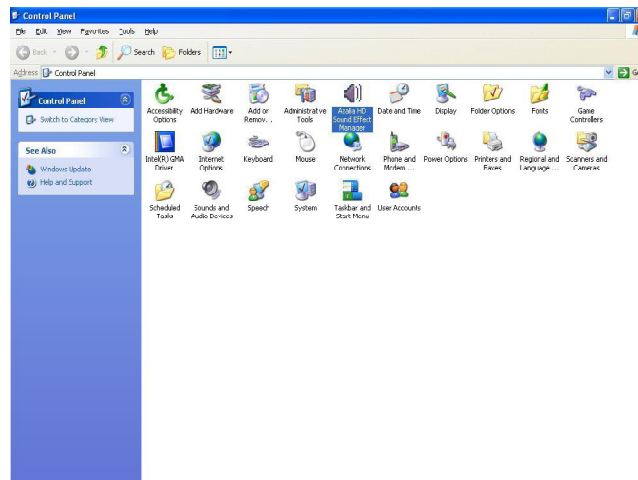 Control Panel
File Edit View Favorites Tools Help
Back Search Folders
Address Control Panel
Control Panel
Switch to Category View
See Also
Windows Update
Help and Support
Accessibility Options
Add Hardware
Add or Remov...
Administrative Tools
Azalia HD Sound Effect Manager
Date and Time
Display
Folder Options
Fonts
Game Controllers
Intel(R) GMA Driver
Internet Options
Keyboard
Mouse
Network Connections
Phone and Modem ...
Power Options
Printers and Faxes
Regional and Language ...
Scanners and Cameras
Scheduled Tasks
Sounds and Audio Devices
Speech
System
Taskbar and Start Menu
User Accounts